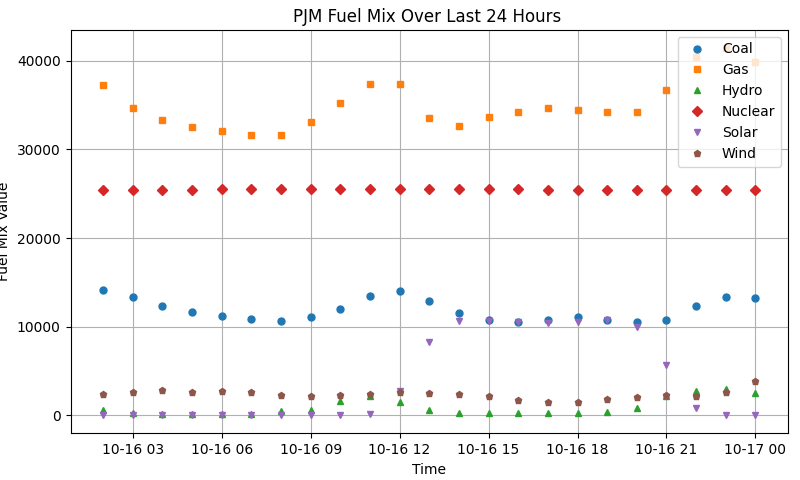 PJM Fuel Mix Over Last 24 Hours
Fuel Mix Value
40000
30000
20000
10000
0
Coal
Gas
Hydro
Nuclear
Solar
Wind
10-16 03 10-16 06 10-16 09 10-16 12 10-16 15 10-16 18 10-16 21 10-17 00
Time